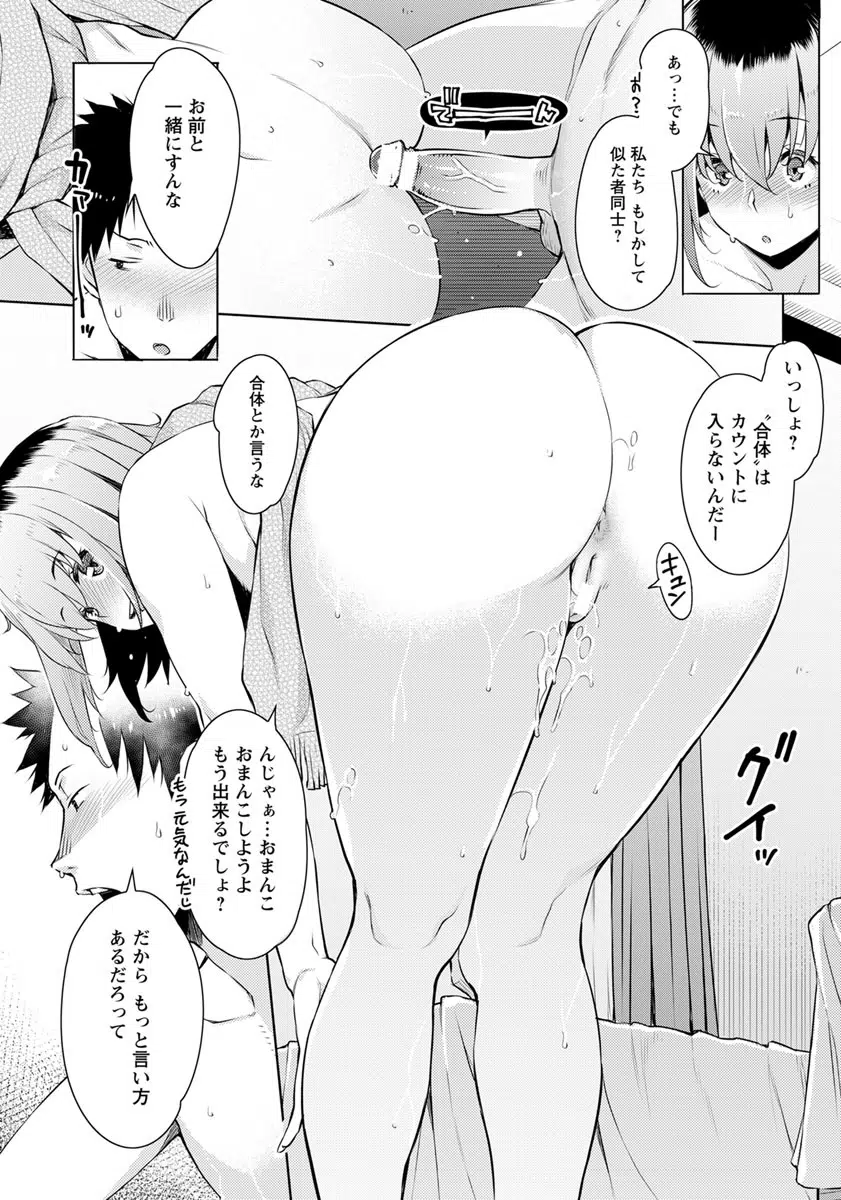 あっ…でも
お?
私たち もしかして
似た者同士?
でーん
お前と
一緒にすんな
カアーッ
いっしょ?
〝合体〟は
カウントに
入らないんだー
キュン
合体とか言うな
グイッ
んじゃぁ…おまんこ
おまんこしようよ
もう出来るでしょ?
もう元気なんだし
だから もっと言い方
あるだろって